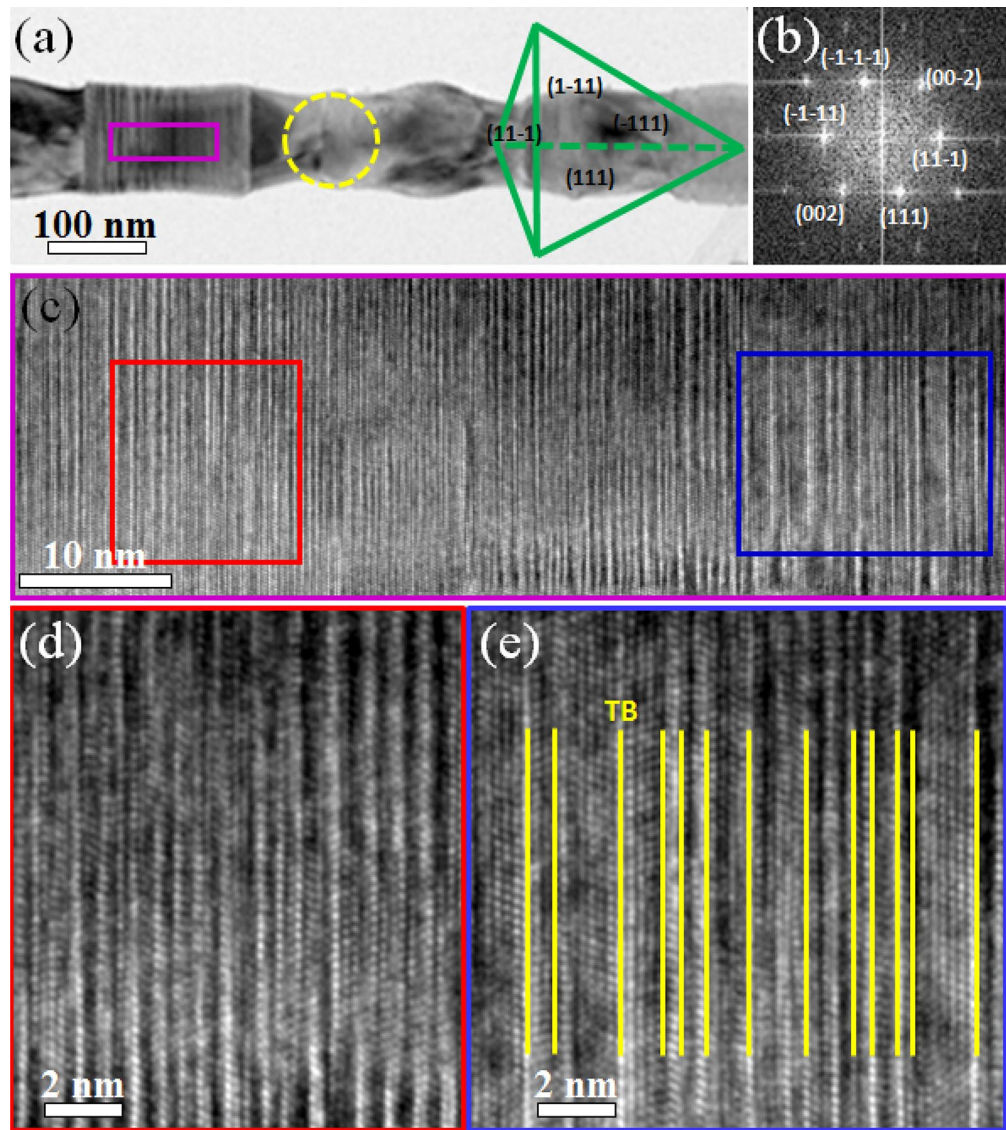 (a)
(1-11)
(-111)
(11-1)
(111)
100 nm
(b)
(-1-1-1)
(00-2)
(-1-11)
(11-1)
(002)
(111)
(c)
10 nm
(d)
2 nm
(e)
TB
2 nm